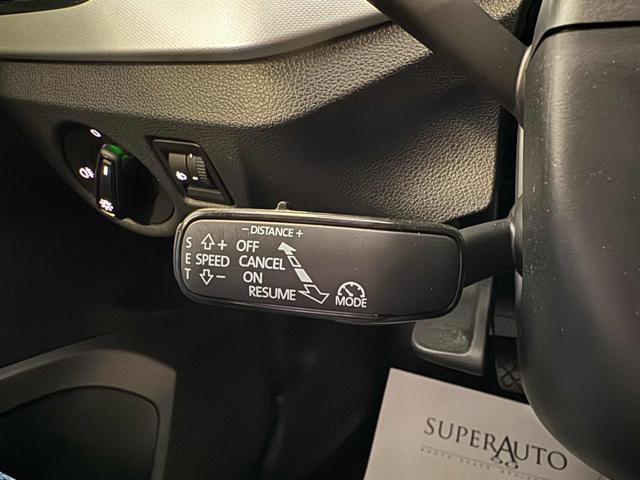 - DISTANCE +
S + OFF
E SPEED CANCEL
T - ON
RESUME
MODE
SUPERAUTO